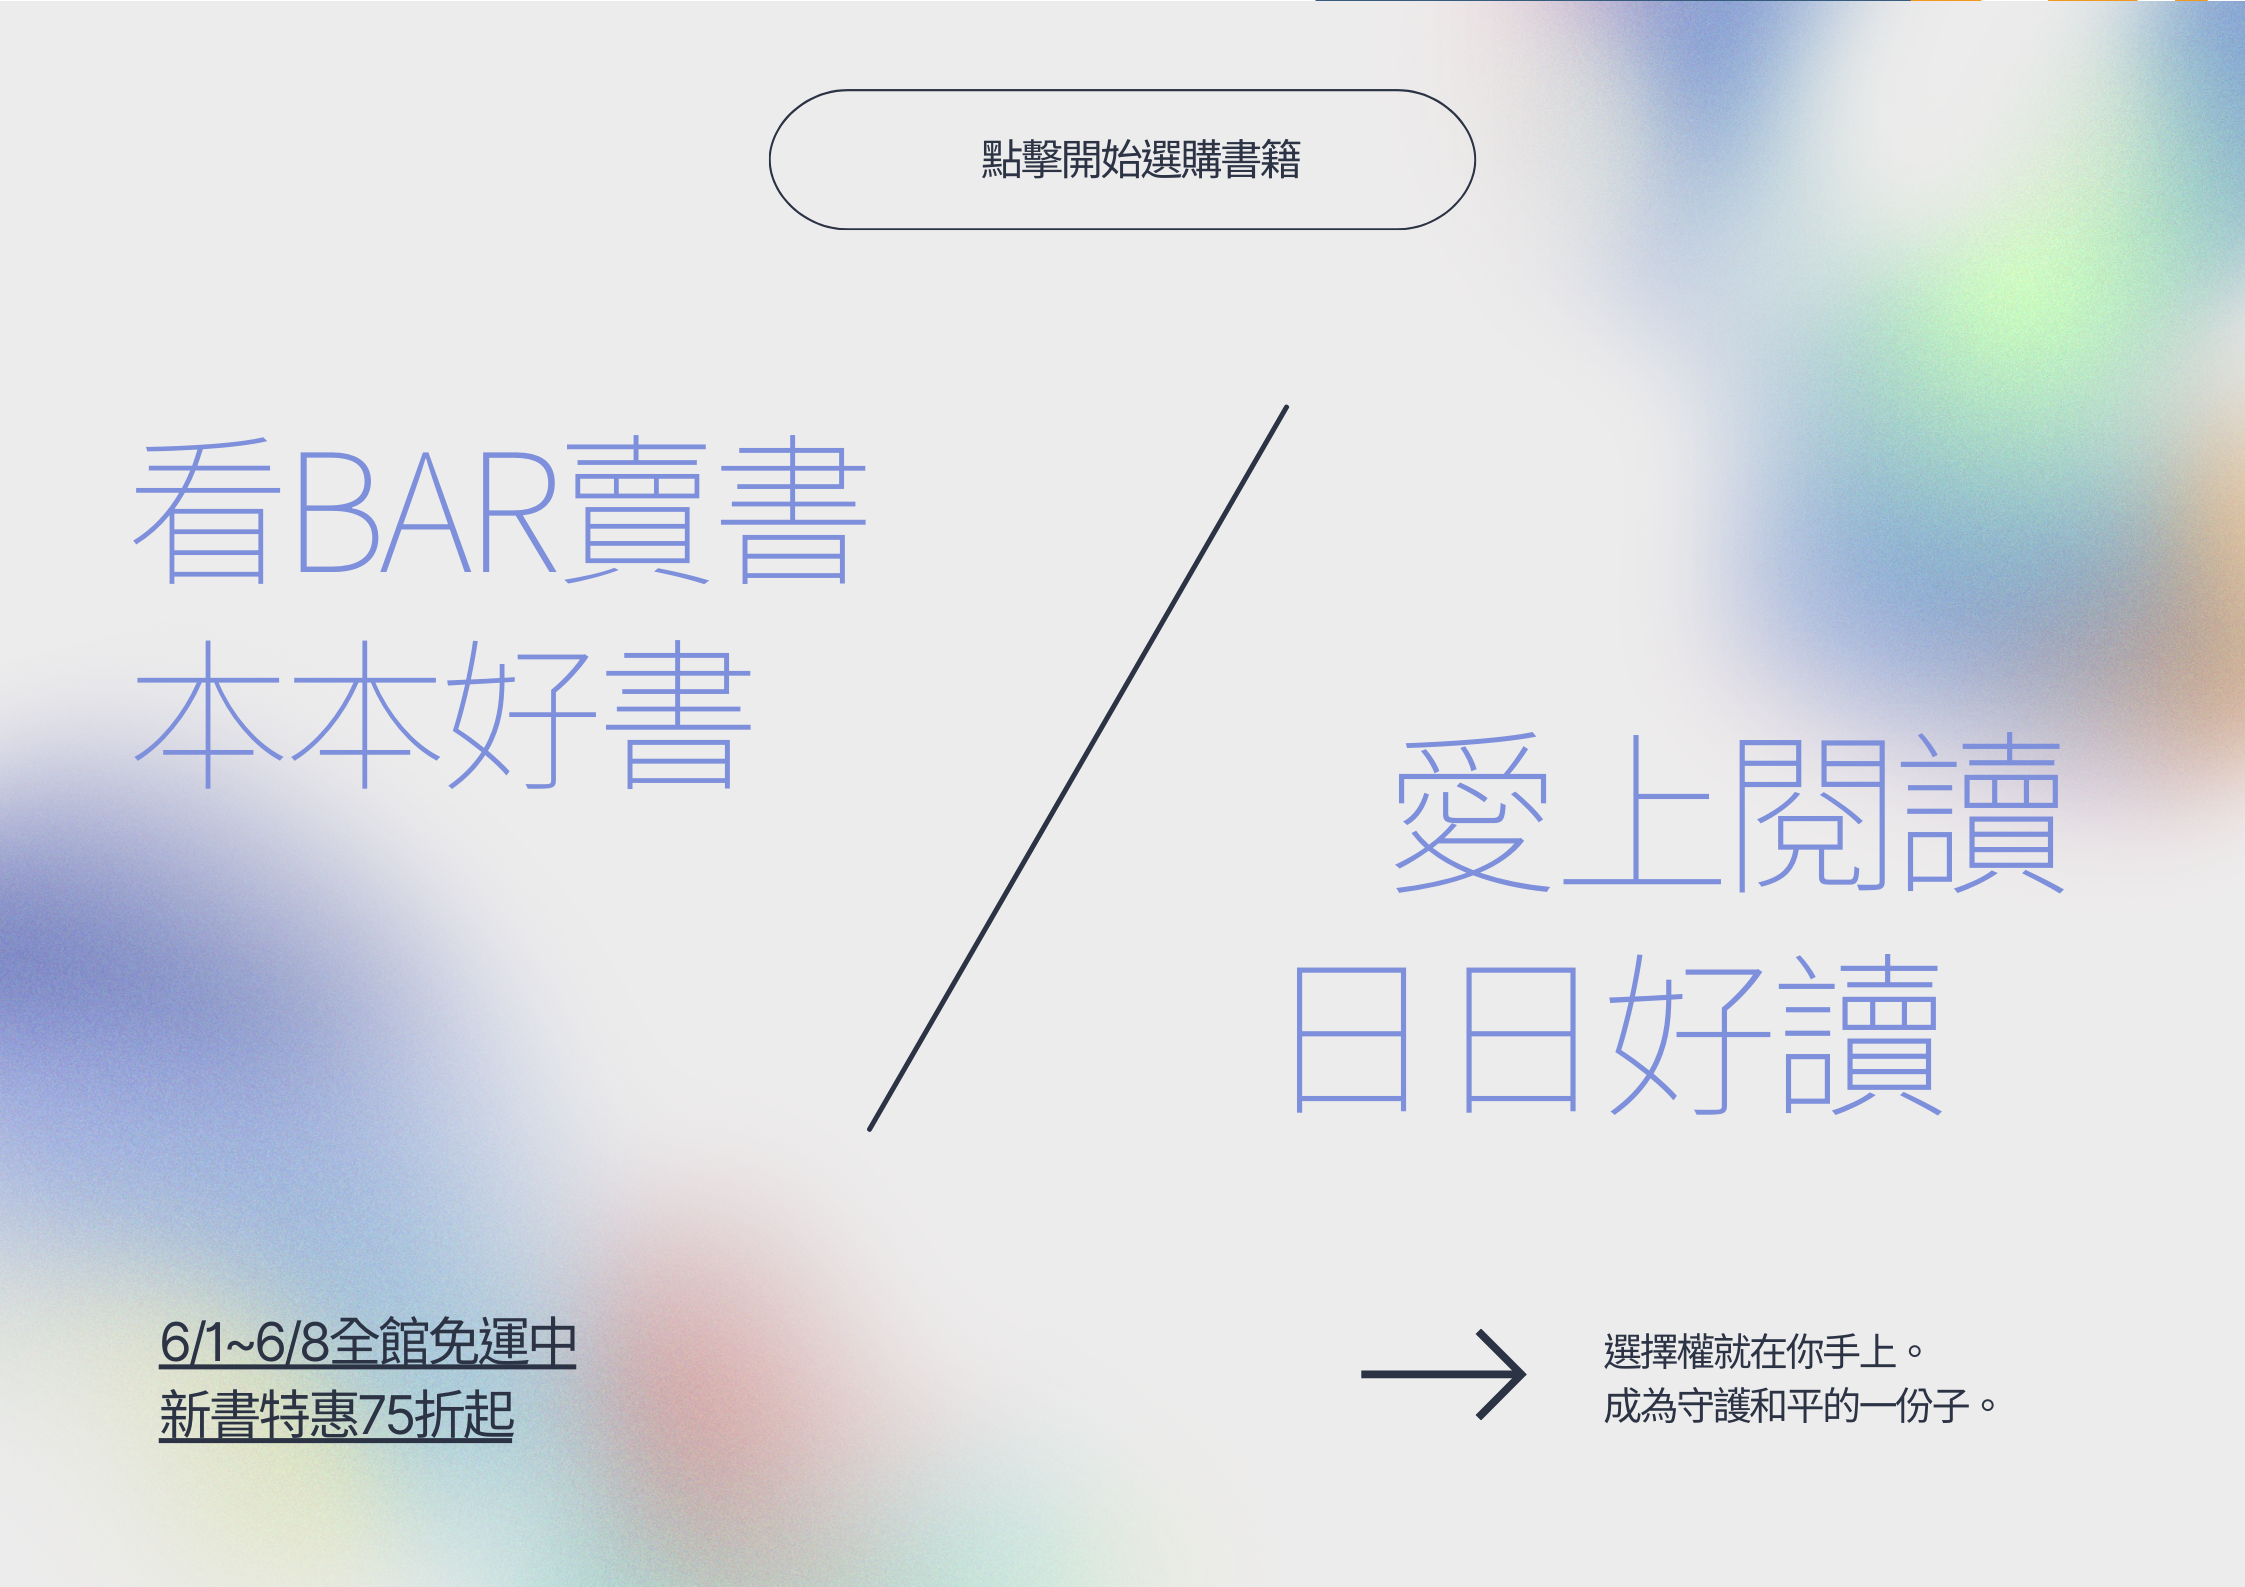 點擊開始選購書籍
看BAR賣書
本本好書
愛上閱讀
日日好讀
6/1~6/8全館免運中
新書特惠75折起
選擇權就在你手上。
成為守護和平的一份子。